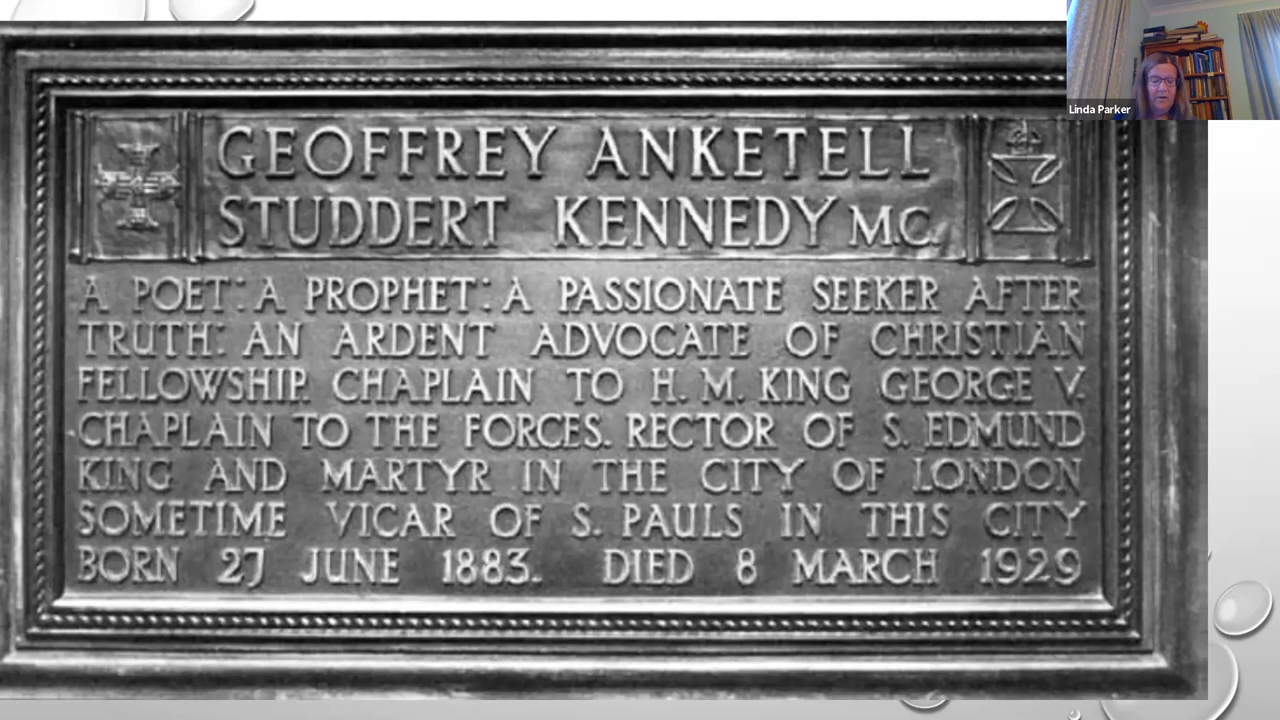 GEOFFREY ANKETELL
STUDDERT KENNEDY M.C.
A POET: A PROPHET: A PASSIONATE SEEKER AFTER
TRUTH: AN ARDENT ADVOCATE OF CHRISTIAN
FELLOWSHIP. CHAPLAIN TO H. M. KING GEORGE V.
CHAPLAIN TO THE FORCES. RECTOR OF S. EDMUND
KING AND MARTYR IN THE CITY OF LONDON
SOMETIME VICAR OF S. PAULS IN THIS CITY
BORN 27 JUNE 1883. DIED 8 MARCH 1929
Linda Parker